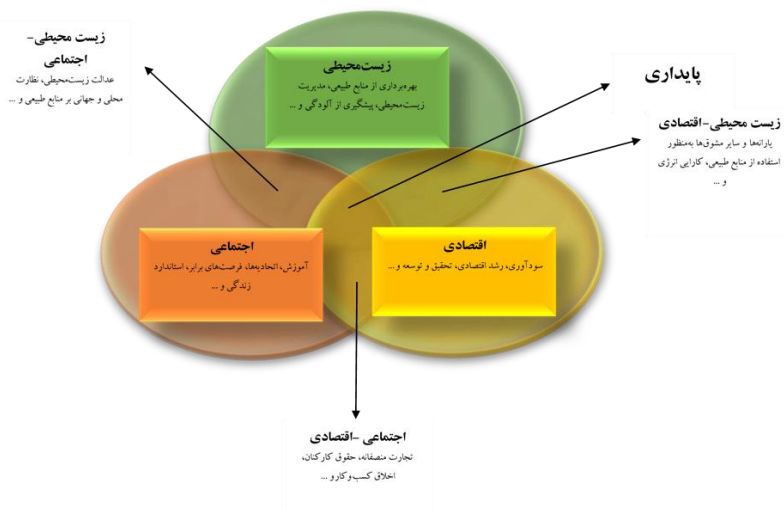 زیست محیطی-
اجتماعی
عدالت زیست‌محیطی، نظارت
محلی و جهانی بر منابع طبیعی و ...
زیست‌محیطی
بهره‌برداری از منابع طبیعی، مدیریت
زیست‌محیطی، پیشگیری از آلودگی و ...
پایداری
زیست محیطی-اقتصادی
یارانه‌ها و سایر مشوق‌ها به‌منظور
استفاده از منابع طبیعی، کارایی انرژی
و ...
اجتماعی
آموزش، اتحادیه‌ها، فرصت‌های برابر، استاندارد
زندگی و ...
اقتصادی
سودآوری، رشد اقتصادی، تحقیق و توسعه و...
اجتماعی -اقتصادی
تجارت منصفانه، حقوق کارکنان،
اخلاق کسب‌وکار و ...